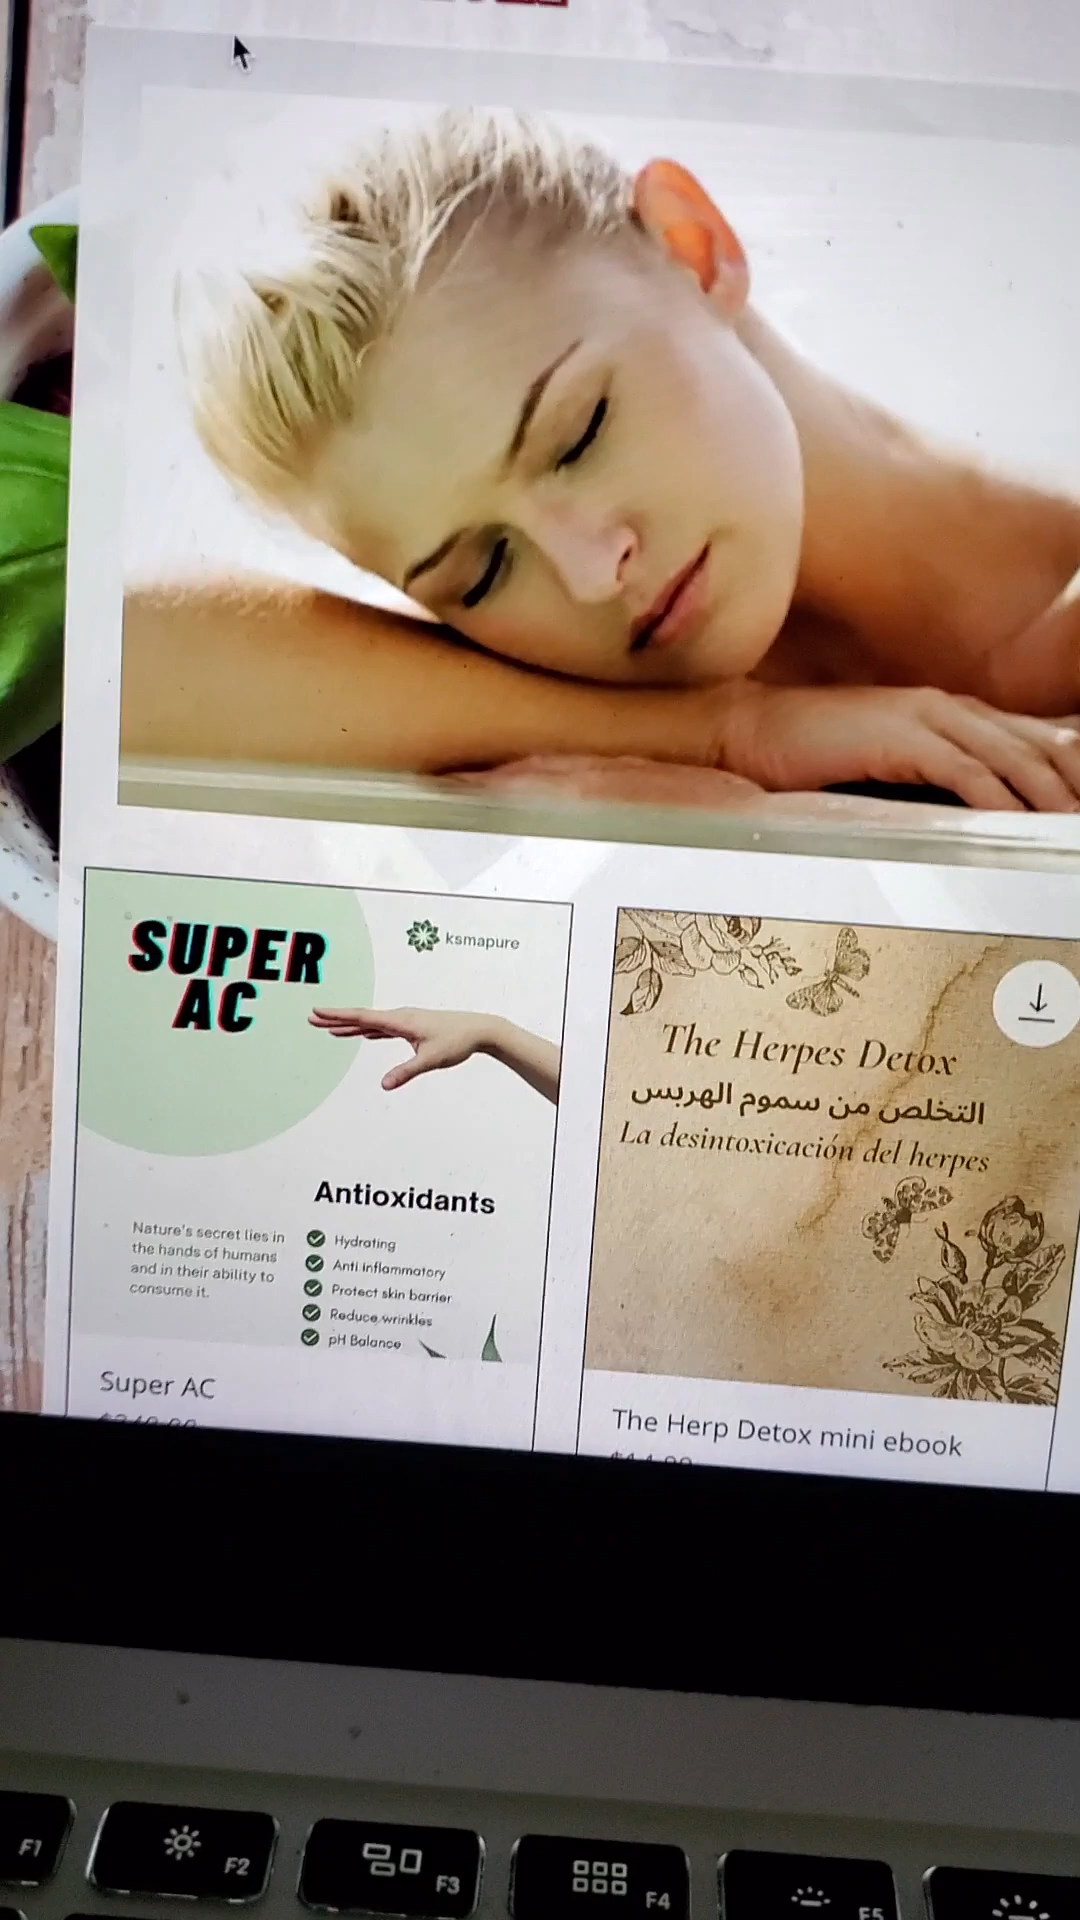 SUPER
AC
ksmapure
Antioxidants
Nature's secret lies in
the hands of humans
and in their ability to
consume it.
Hydrating
Anti Inflammatory
Protect skin barrier
Reduce wrinkles
pH Balance
Super AC
The Herpes Detox
التخلص من سموم الهربس
La desintoxicación del herpes
The Herp Detox mini ebook
F1
F2
F3
F4
F5